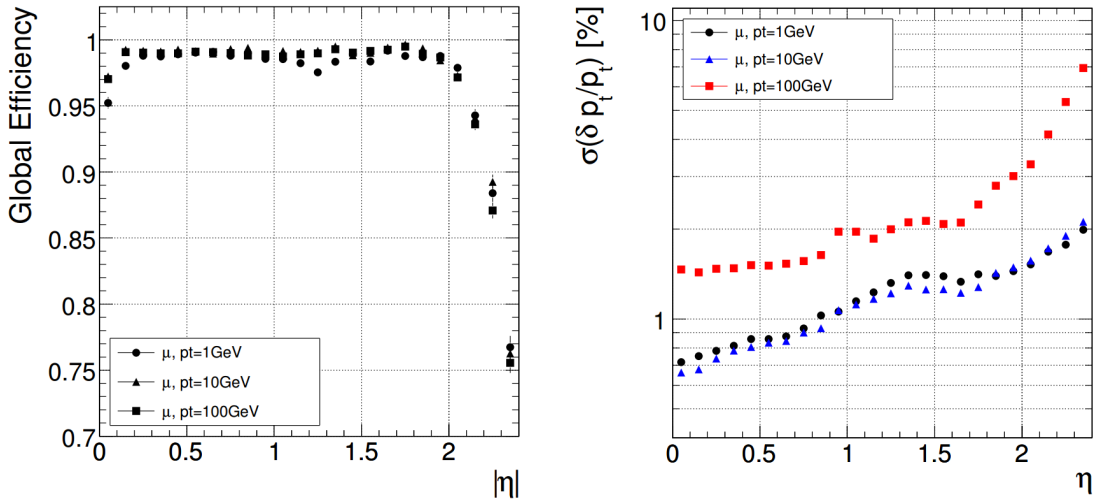 Global Efficiency
1
0.95
0.9
0.85
0.8
0.75
0.7
μ, pt=1GeV
μ, pt=10GeV
μ, pt=100GeV
0 0.5 1 1.5 2
|η|
σ(δ pt/pt) [%]
10
1
μ, pt=1GeV
μ, pt=10GeV
μ, pt=100GeV
0 0.5 1 1.5 2
η